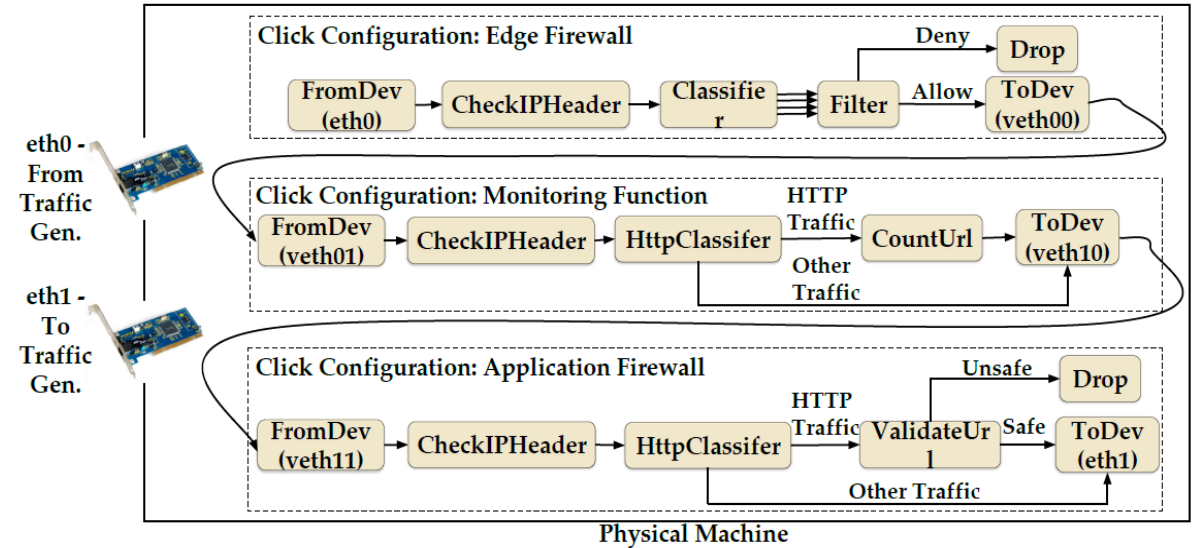 Click Configuration: Edge Firewall
Deny
Drop
FromDev
(eth0)
CheckIPHeader
Classifie
r
Filter
Allow
ToDev
(veth00)
eth0 -
From
Traffic
Gen.
Click Configuration: Monitoring Function
HTTP
Traffic
FromDev
(veth01)
CheckIPHeader
HttpClassifer
CountUrl
ToDev
(veth10)
Other
Traffic
eth1 -
To
Traffic
Gen.
Click Configuration: Application Firewall
Unsafe
Drop
HTTP
Traffic
FromDev
(veth11)
CheckIPHeader
HttpClassifer
ValidateUr
l
Safe
ToDev
(eth1)
Other Traffic
Physical Machine